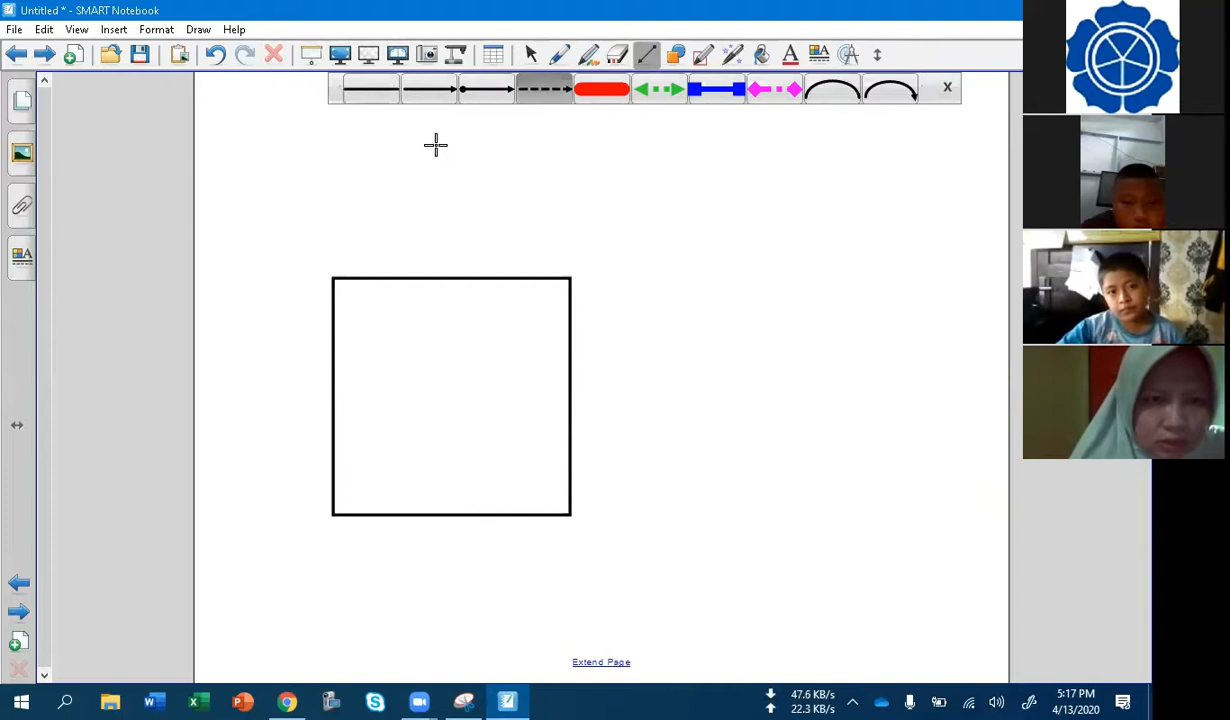 Untitled * - SMART Notebook
File Edit View Insert Format Draw Help
A
X
Extend Page
47.6 KB/s
22.3 KB/s
5:17 PM
4/13/2020